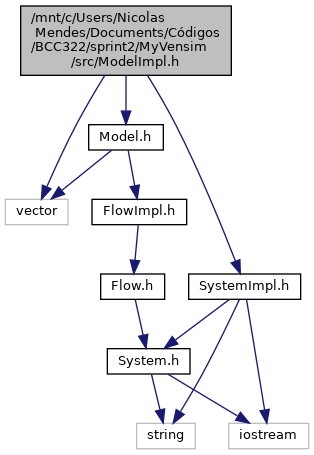 /mnt/c/Users/Nicolas
Mendes/Documents/Códigos
/BCC322/sprint2/MyVensim
/src/ModelImpl.h
Model.h
vector
FlowImpl.h
Flow.h
SystemImpl.h
System.h
string
iostream